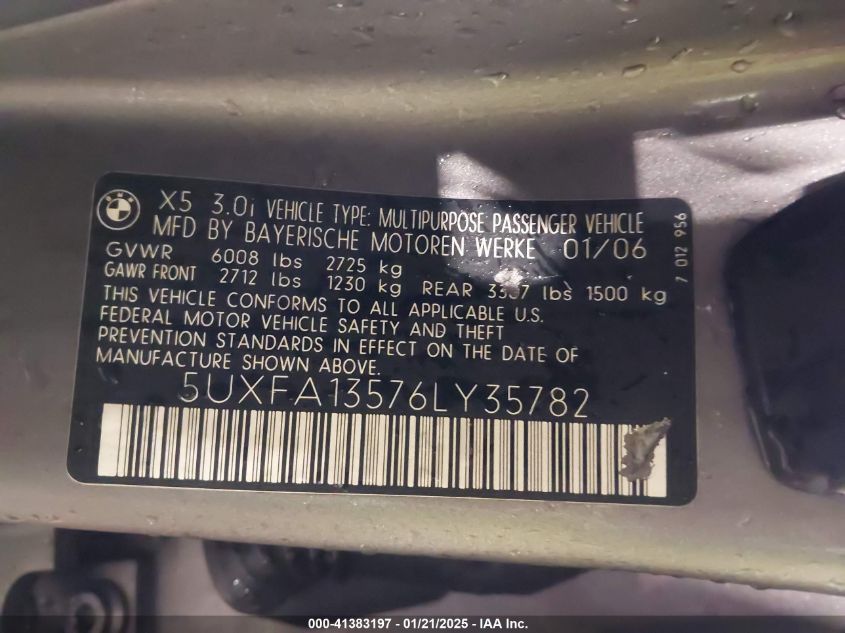 BMW
X5 3.0i VEHICLE TYPE: MULTIPURPOSE PASSENGER VEHICLE
MFD BY BAYERISCHE MOTOREN WERKE 01/06
GVWR 6008 lbs 2725 kg
GAWR FRONT 2712 lbs 1230 kg REAR lbs 1500 kg
THIS VEHICLE CONFORMS TO ALL APPLICABLE U.S.
FEDERAL MOTOR VEHICLE SAFETY AND THEFT
PREVENTION STANDARDS IN EFFECT ON THE DATE OF
MANUFACTURE SHOWN ABOVE.
5UXFA13576LY35782
7 012 956
000-41383197 - 01/21/2025 - IAA Inc.